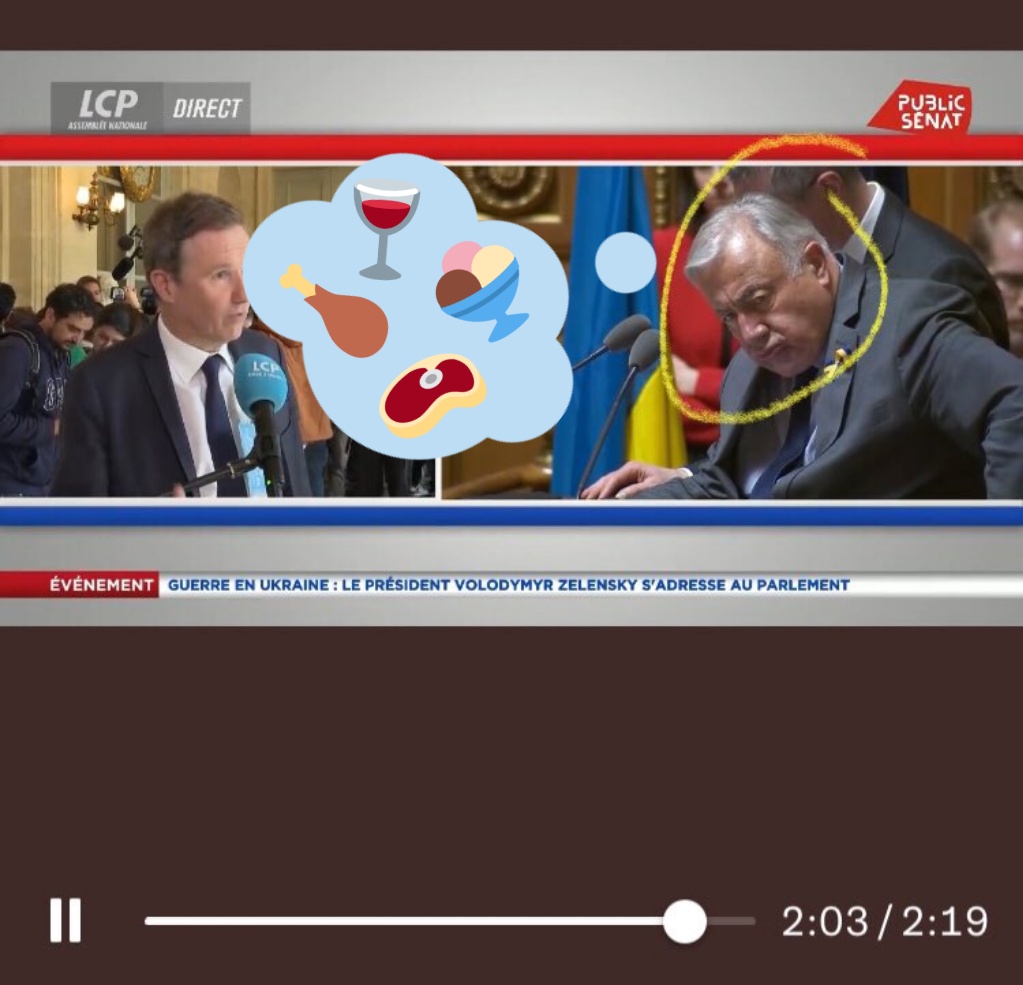 LCP
ASSEMBLÉE NATIONALE
DIRECT
PUBLIC
SÉNAT
LCP
ÉVÉNEMENT
GUERRE EN UKRAINE : LE PRÉSIDENT VOLODYMYR ZELENSKY S'ADRESSE AU PARLEMENT
2:03 / 2:19